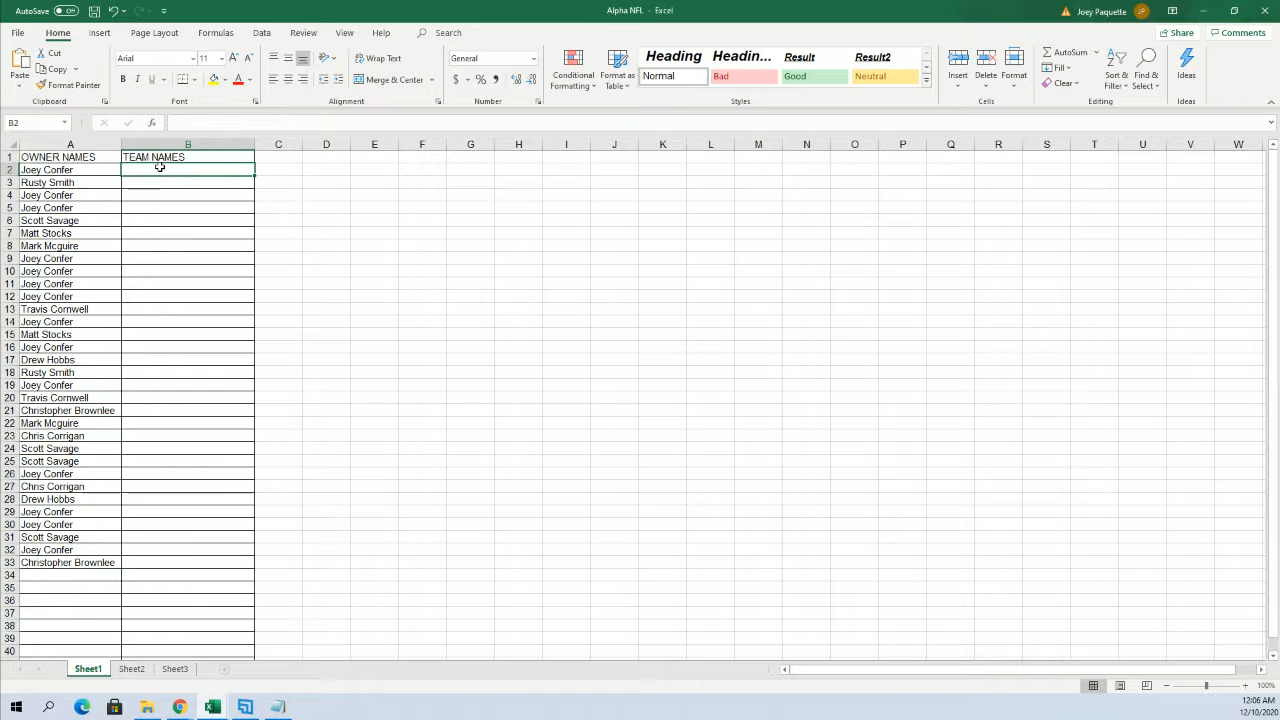 AutoSave Off
Alpha NFL - Excel
Joey Paquette JP
File Home Insert Page Layout Formulas Data Review View Help Search
Share Comments
Paste
Cut
Copy
Format Painter
Arial 11
B I U
Wrap Text
Merge & Center
General
$ % ,
Conditional Formatting
Format as Table
Heading Headin... Result Result2
Normal Bad Good Neutral
Insert Delete Format
AutoSum
Fill
Clear
Sort & Filter
Find & Select
Ideas
Clipboard Font Alignment Number Styles Cells Editing Ideas
B2 fx
A B C D E F G H I J K L M N O P Q R S T U V W
1 OWNER NAMES TEAM NAMES
2 Joey Confer
3 Rusty Smith
4 Joey Confer
5 Joey Confer
6 Scott Savage
7 Matt Stocks
8 Mark Mcguire
9 Joey Confer
10 Joey Confer
11 Joey Confer
12 Joey Confer
13 Travis Cornwell
14 Joey Confer
15 Matt Stocks
16 Joey Confer
17 Drew Hobbs
18 Rusty Smith
19 Joey Confer
20 Travis Cornwell
21 Christopher Brownlee
22 Mark Mcguire
23 Chris Corrigan
24 Scott Savage
25 Scott Savage
26 Joey Confer
27 Chris Corrigan
28 Drew Hobbs
29 Joey Confer
30 Joey Confer
31 Scott Savage
32 Joey Confer
33 Christopher Brownlee
34
35
36
37
38
39
40
Sheet1 Sheet2 Sheet3
100%
12:06 AM
12/10/2020